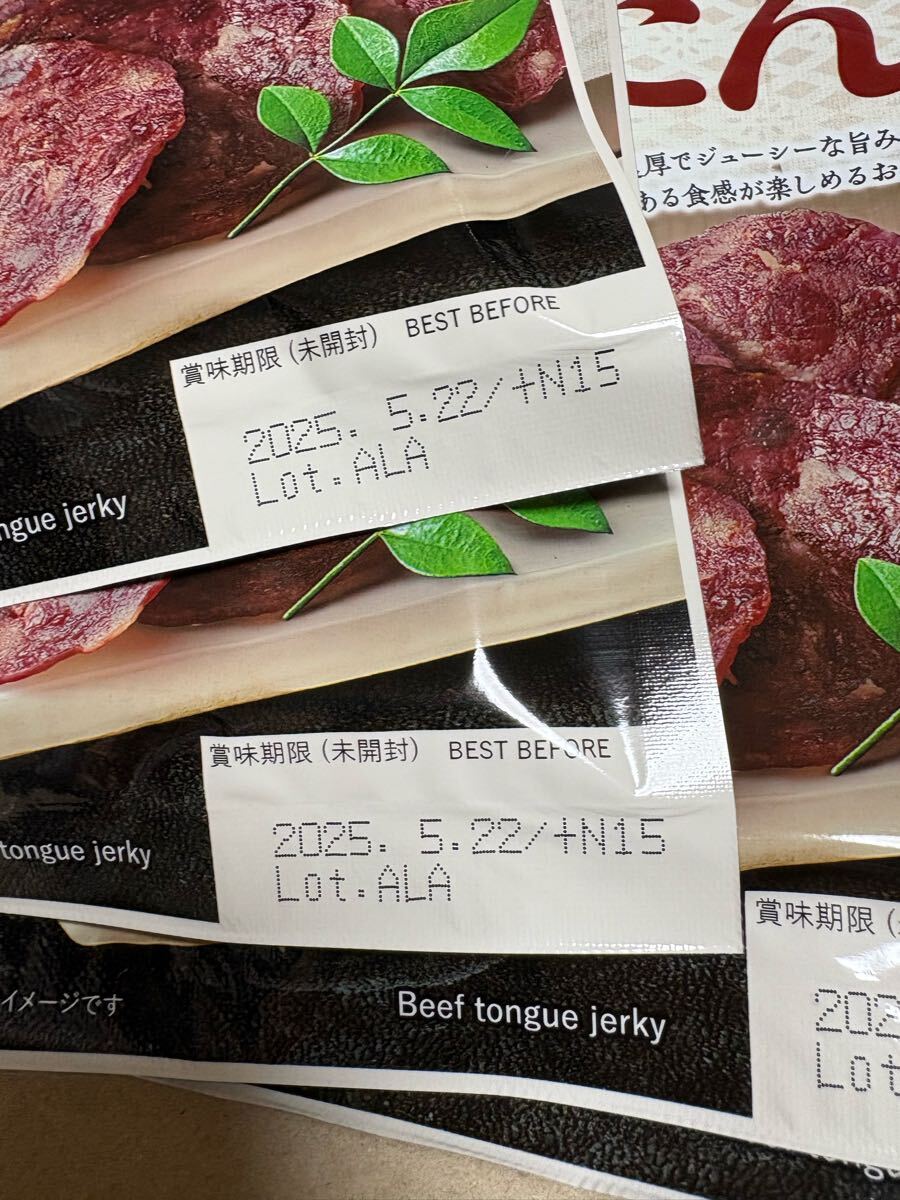 たん
厚でジューシーな旨み
ある食感が楽しめるお
賞味期限(未開封) BEST BEFORE
2025. 5.22/+N15
Lot.ALA
ngue jerky
賞味期限(未開封) BEST BEFORE
2025. 5.22/+N15
Lot.ALA
tongue jerky
賞味期限(
202
Lot
イメージです
Beef tongue jerky